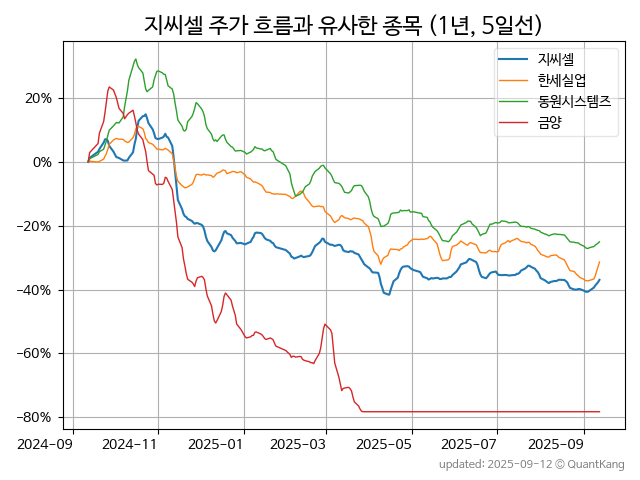 지씨셀 주가 흐름과 유사한 종목 (1년, 5일선)
지씨셀
한세실업
동원시스템즈
금양
20%
0%
−20%
−40%
−60%
−80%
2024-09 2024-11 2025-01 2025-03 2025-05 2025-07 2025-09
updated: 2025-09-12 © QuantKang